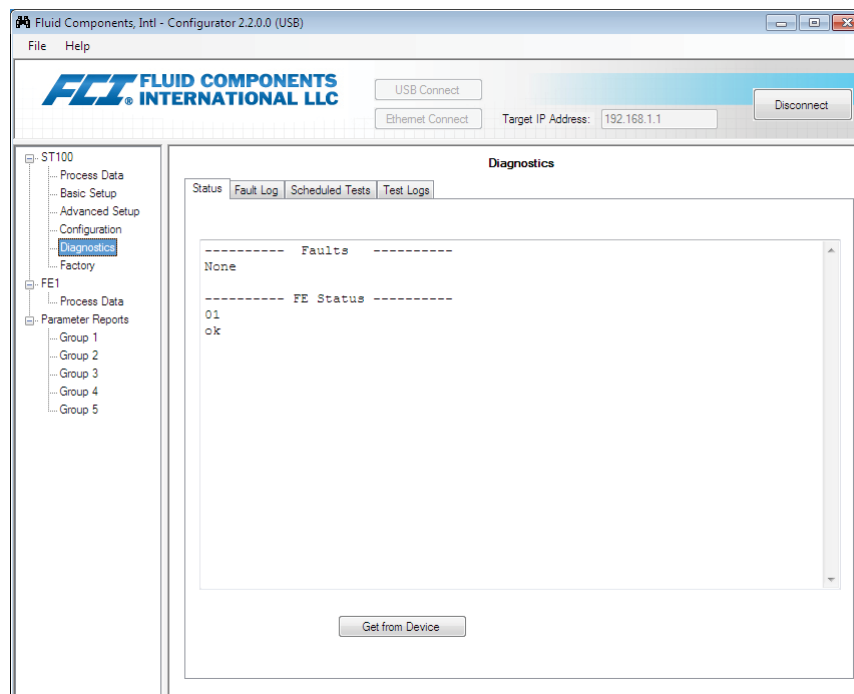 Fluid Components, Intl - Configurator 2.2.0.0 (USB)
File Help
FCI® FLUID COMPONENTS
INTERNATIONAL LLC
USB Connect
Ethernet Connect
Target IP Address: 192.168.1.1
Disconnect
ST100
Process Data
Basic Setup
Advanced Setup
Configuration
Diagnostics
Factory
FE1
Process Data
Parameter Reports
Group 1
Group 2
Group 3
Group 4
Group 5
Diagnostics
Status Fault Log Scheduled Tests Test Logs
---------- Faults ----------
None
---------- FE Status ----------
01
ok
Get from Device